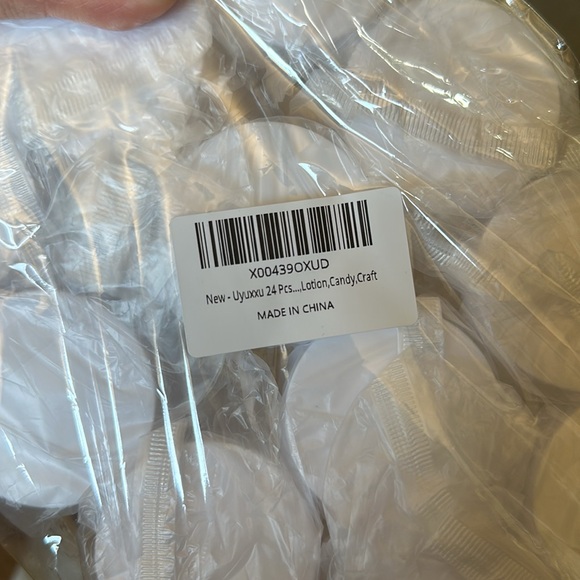 X00439OXUD
New - Uyuxxu 24 Pcs...,Lotion,Candy,Craft
MADE IN CHINA